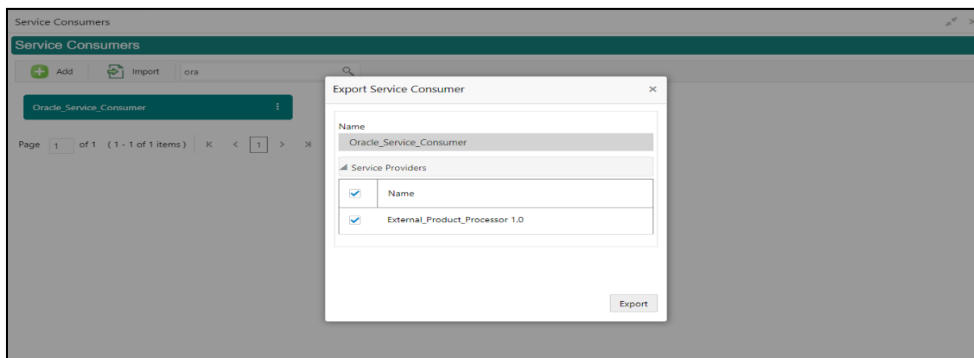 Service Consumers
Service Consumers
Add Import ora
Oracle_Service_Consumer
Page 1 of 1 (1 - 1 of 1 items) K < 1 > >|
Export Service Consumer ×
Name
Oracle_Service_Consumer
Service Providers
Name
External_Product_Processor 1.0
Export